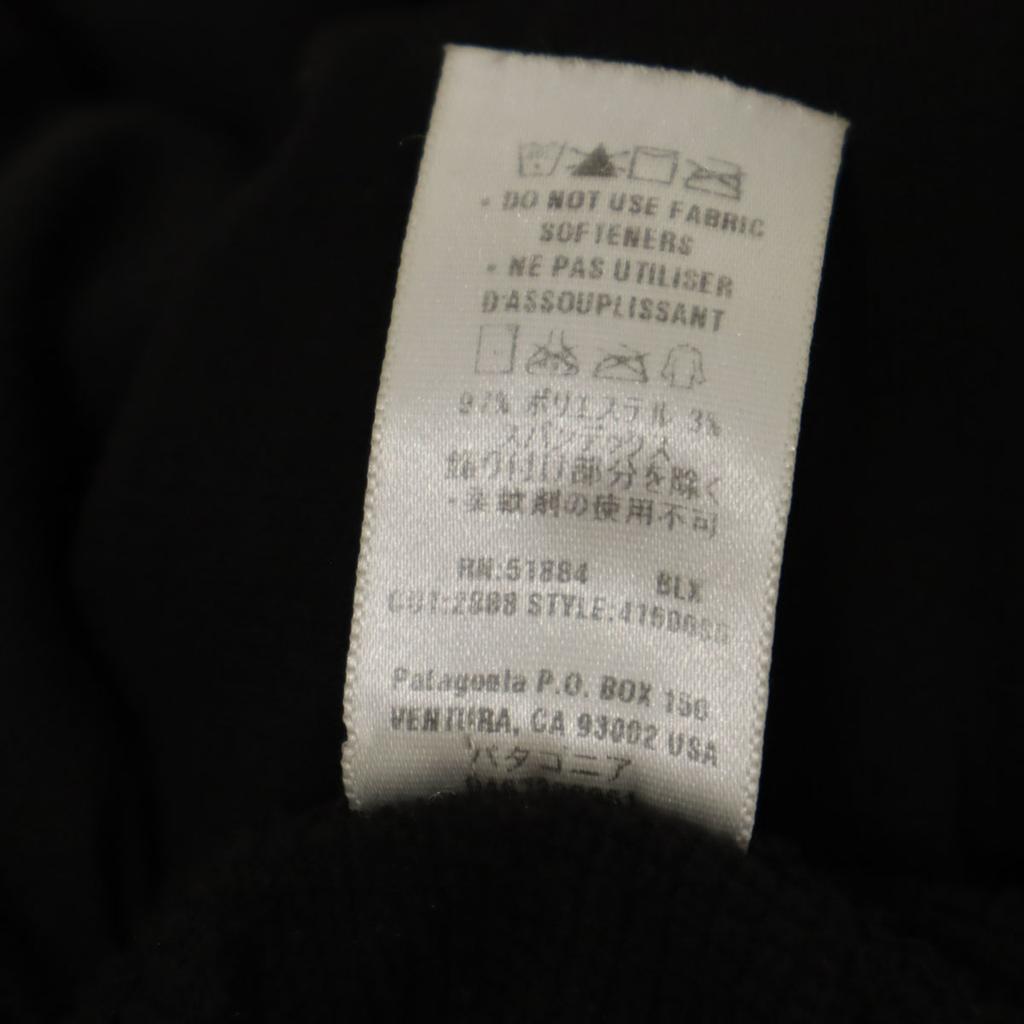 • DO NOT USE FABRIC
SOFTENERS
• NE PAS UTILISER
D'ASSOUPLISSANT
97% ポリエステル 3%
スパンデックス
飾り付け部分を除く
・柔軟剤の使用不可
RN:51884 BLX
Patagonia P.O. BOX 150
VENTURA, CA 93002 USA
パタゴニア